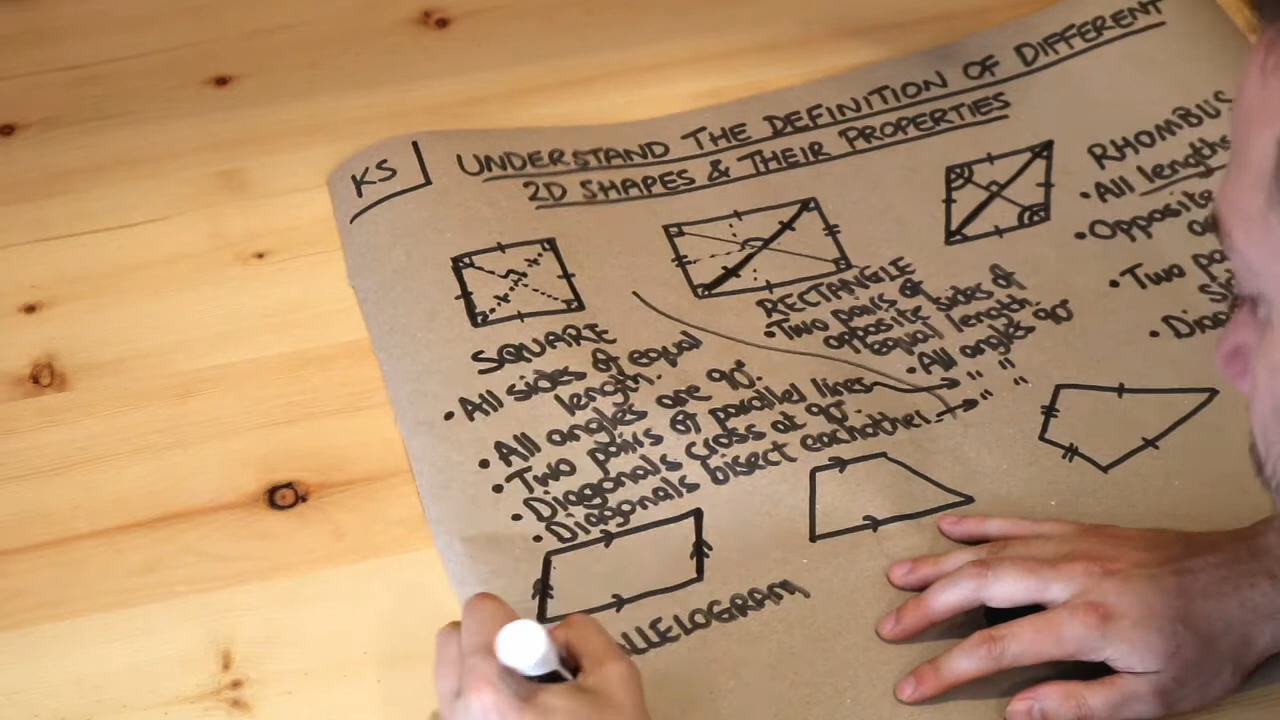 KS
UNDERSTAND THE DEFINITION OF DIFFERENT
2D SHAPES & THEIR PROPERTIES
SQUARE
• All sides of equal
length.
• All angles are 90°.
• Two pairs of parallel lines
• Diagonals cross at 90°
• Diagonals bisect eachother
RECTANGLE
• Two pairs of
opposite sides of
equal length.
• All angles 90°
" "
" "
RHOMBUS
• All lengths
• Opposite
• Two
LLELOGRAM